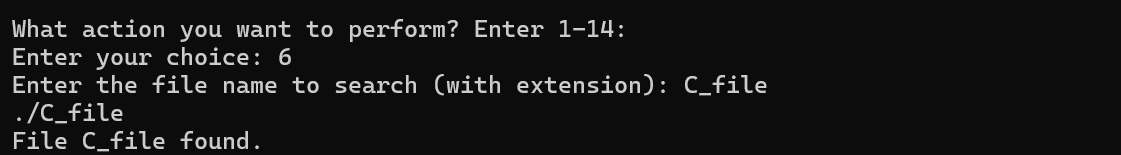 What action you want to perform? Enter 1-14:
Enter your choice: 6
Enter the file name to search (with extension): C_file
./C_file
File C_file found.